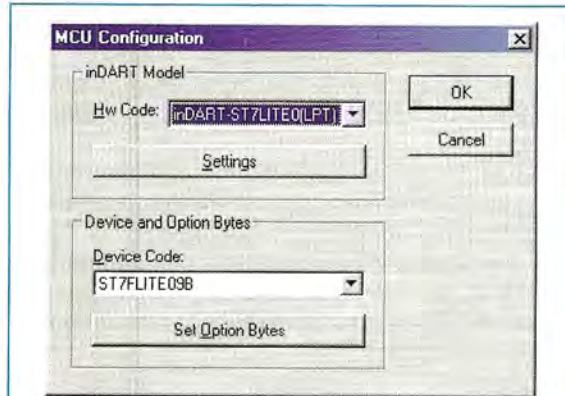 MCU Configuration
inDART Model
Hw Code:
inDART-ST7LITE0(LPT)
Settings
OK
Cancel
Device and Option Bytes
Device Code:
ST7FLITE09B
Set Option Bytes